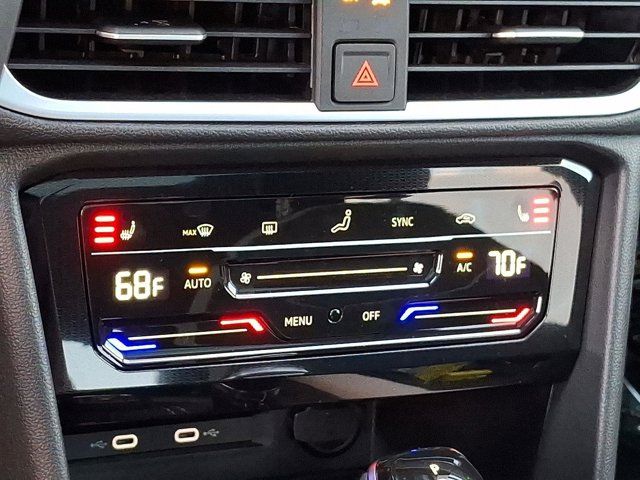 MAX SYNC
68F AUTO A/C 70F
MENU OFF
P